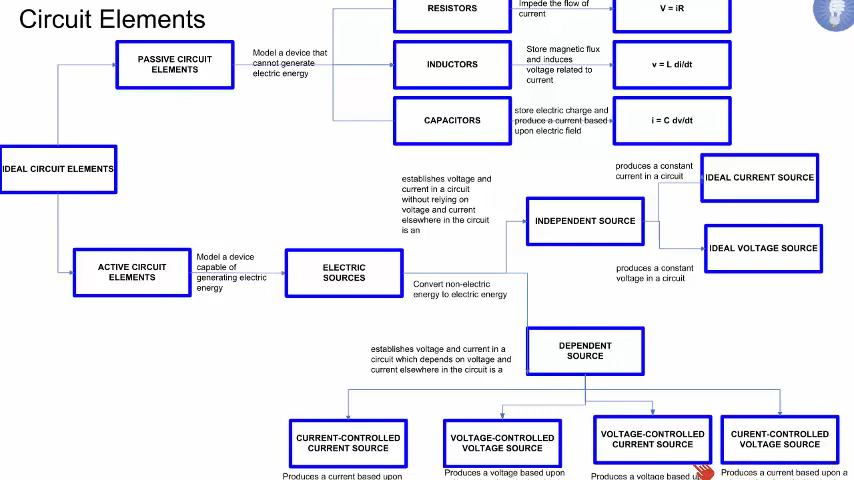 Circuit Elements
RESISTORS
Impede the flow of
current
V = iR
PASSIVE CIRCUIT
ELEMENTS
Model a device that
cannot generate
electric energy
INDUCTORS
Store magnetic flux
and induces
voltage related to
current
v = L di/dt
CAPACITORS
store electric charge and
produce a current based
upon electric field
i = C dv/dt
IDEAL CIRCUIT ELEMENTS
establishes voltage and
current in a circuit
without relying on
voltage and current
elsewhere in the circuit
is an
INDEPENDENT SOURCE
produces a constant
current in a circuit
IDEAL CURRENT SOURCE
IDEAL VOLTAGE SOURCE
produces a constant
voltage in a circuit
ACTIVE CIRCUIT
ELEMENTS
Model a device
capable of
generating electric
energy
ELECTRIC
SOURCES
Convert non-electric
energy to electric energy
establishes voltage and current in a
circuit which depends on voltage and
current elsewhere in the circuit is a
DEPENDENT
SOURCE
CURRENT-CONTROLLED
CURRENT SOURCE
VOLTAGE-CONTROLLED
VOLTAGE SOURCE
VOLTAGE-CONTROLLED
CURRENT SOURCE
CURENT-CONTROLLED
VOLTAGE SOURCE
Produces a current based upon
Produces a voltage based upon
Produces a voltage based
Produces a current based upon a